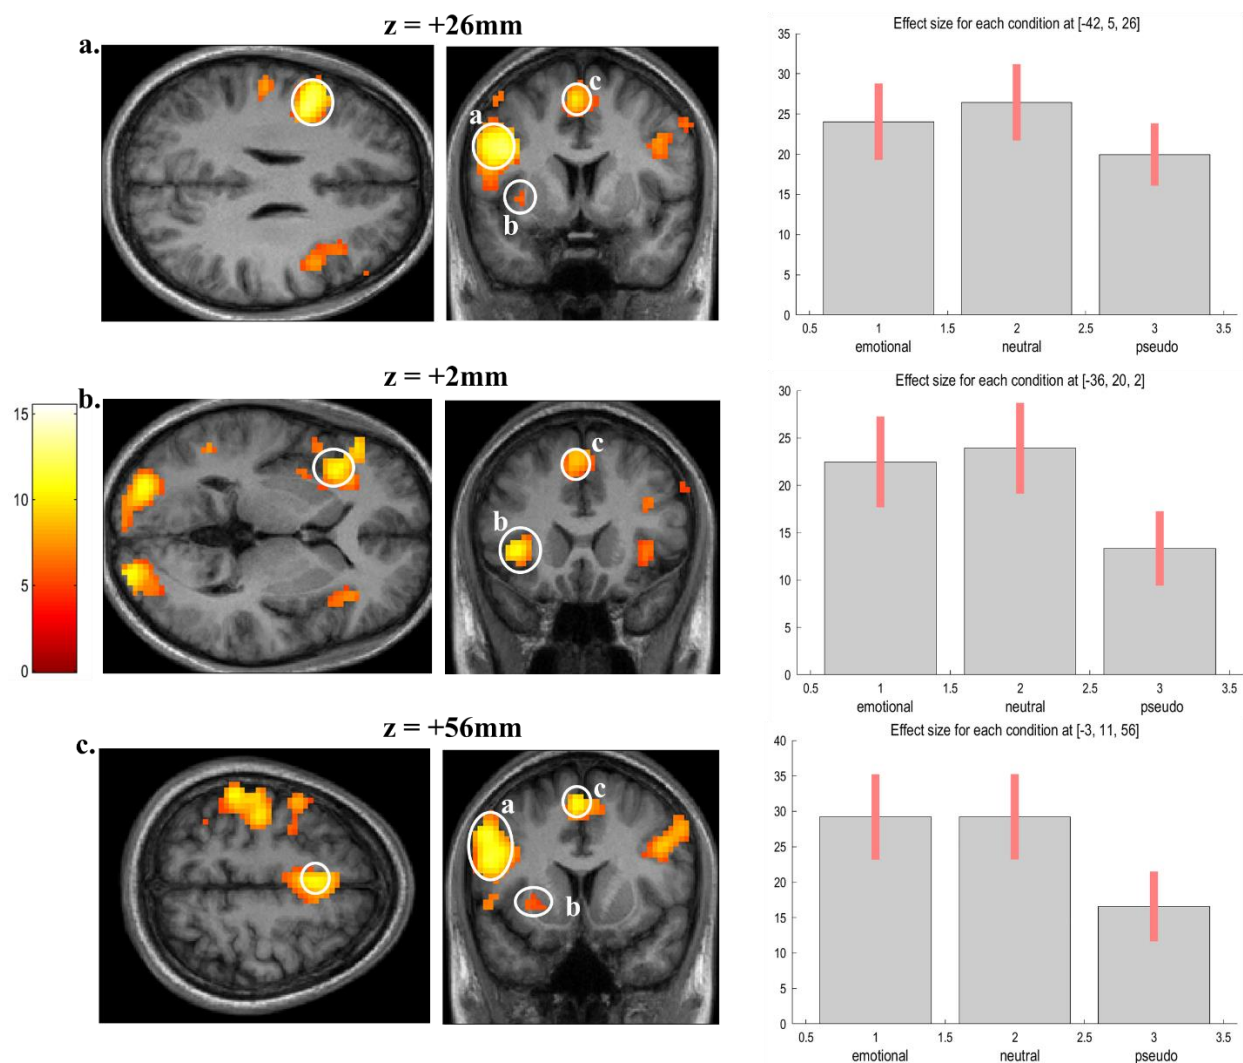 z = +26mm
a.
a
b
c
Effect size for each condition at [-42, 5, 26]
35
30
25
20
15
10
5
0
0.5 1 1.5 2 2.5 3 3.5
emotional neutral pseudo
z = +2mm
b.
15
10
5
0
b
c
Effect size for each condition at [-36, 20, 2]
30
25
20
15
10
5
0
0.5 1 1.5 2 2.5 3 3.5
emotional neutral pseudo
z = +56mm
c.
a
b
c
Effect size for each condition at [-3, 11, 56]
40
35
30
25
20
15
10
5
0
0.5 1 1.5 2 2.5 3 3.5
emotional neutral pseudo